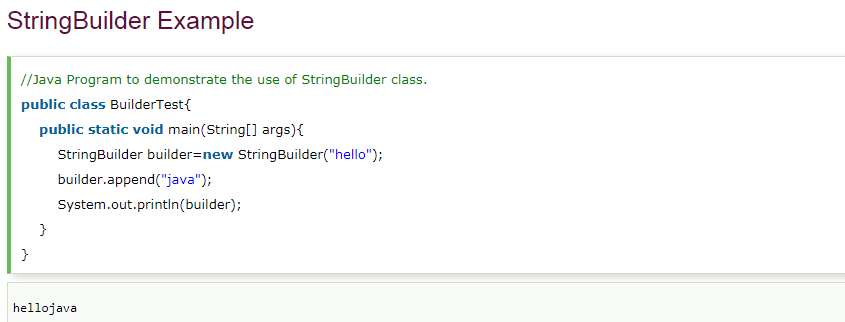 StringBuilder Example
//Java Program to demonstrate the use of StringBuilder class.
public class BuilderTest{
public static void main(String[] args){
StringBuilder builder=new StringBuilder("hello");
builder.append("java");
System.out.println(builder);
}
}
hellojava